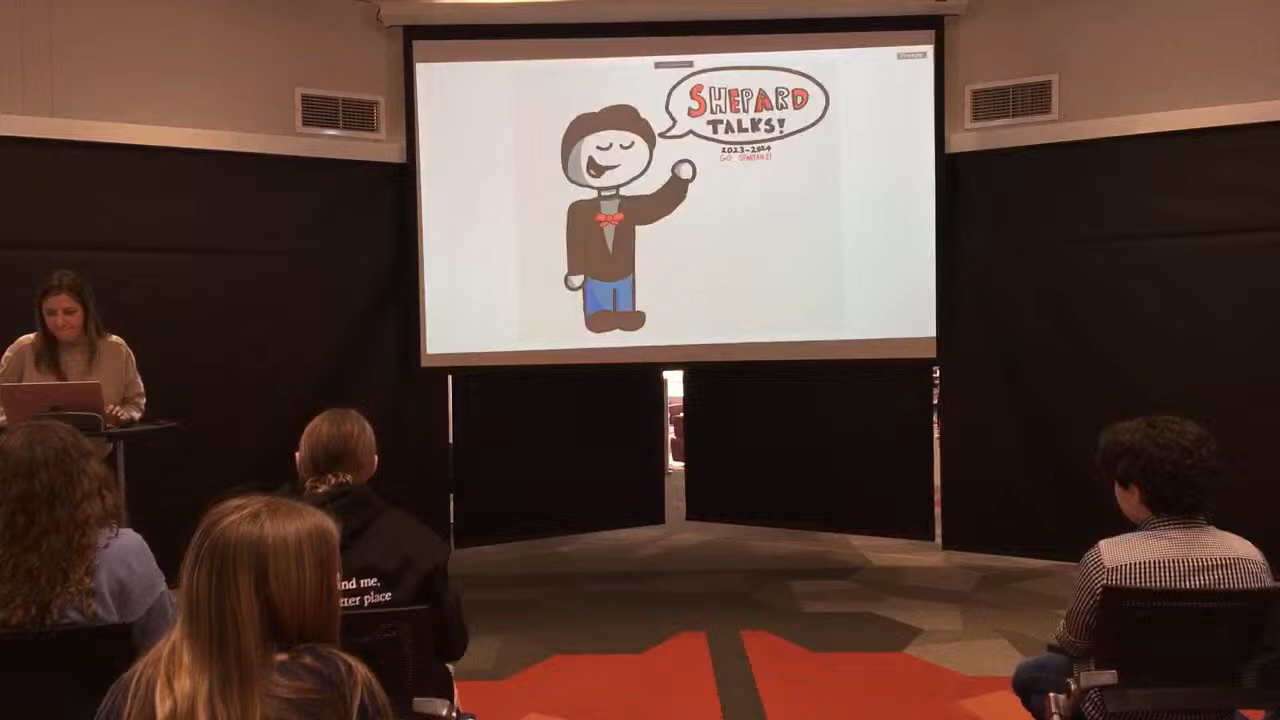 SHEPARD
TALKS!
2023-2024
GO SPARTANS!
ind me,
tter place